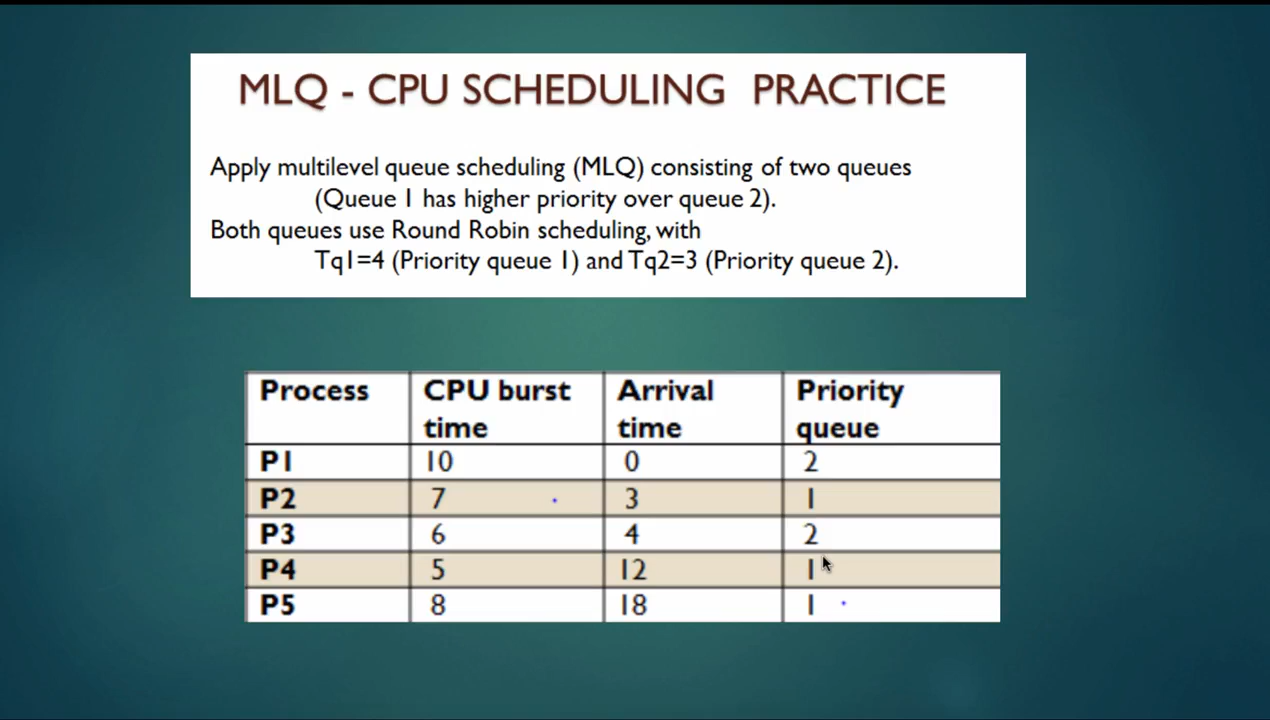 MLQ - CPU SCHEDULING PRACTICE
Apply multilevel queue scheduling (MLQ) consisting of two queues
(Queue 1 has higher priority over queue 2).
Both queues use Round Robin scheduling, with
Tq1=4 (Priority queue 1) and Tq2=3 (Priority queue 2).
Process CPU burst time Arrival time Priority queue
P1 10 0 2
P2 7 3 1
P3 6 4 2
P4 5 12 1
P5 8 18 1